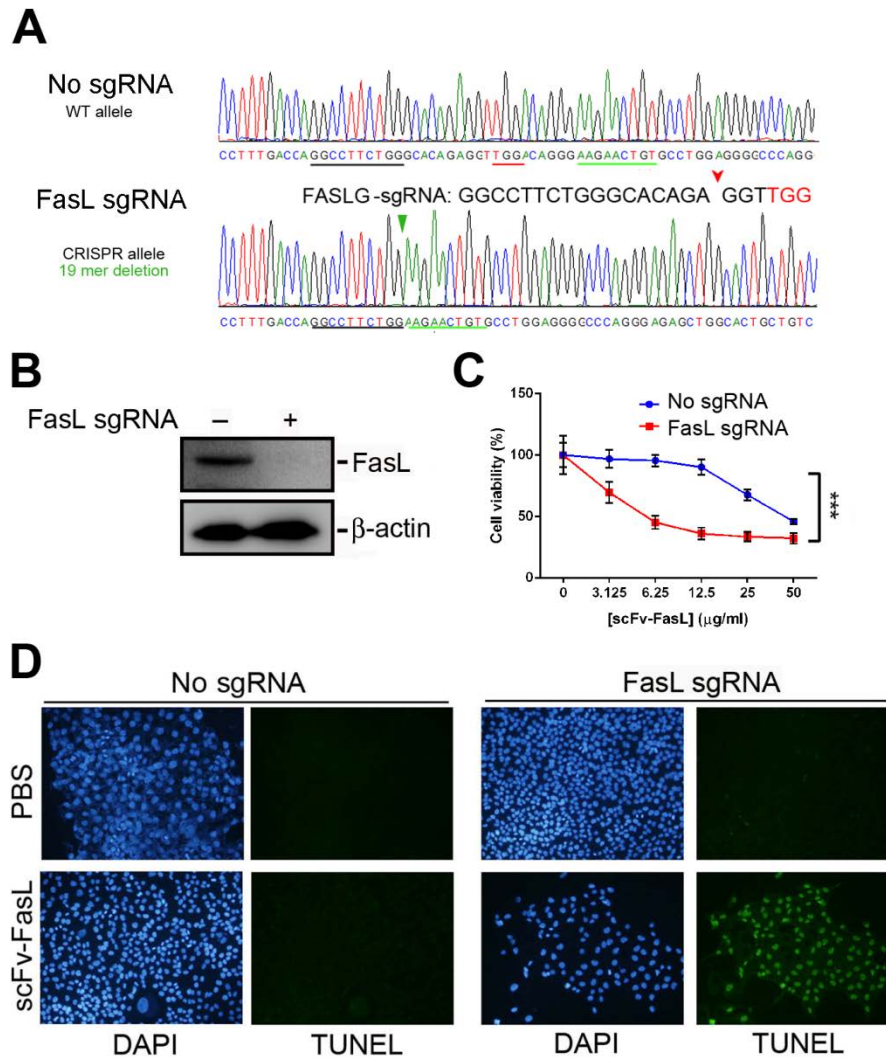 A
No sgRNA
WT allele
CCTTTGACCAGGCCTTCTGGGCACAGAGGTTGGACAGGGAAGAACTGTGCCTGGAGGGGCCCAGG
FasL sgRNA
FASLG-sgRNA: GGCCTTCTGGGCACAGA GGTTGG
CRISPR allele
19 mer deletion
CCTTTGACCAGGCCTTCTGGAAGAACTGTGCCTGGAGGGGCCCAGGGAGAGCTGGCACTGCTGTC
B
FasL sgRNA – +
FasL
β-actin
C
No sgRNA
FasL sgRNA
Cell viability (%)
150
100
50
0
0 3.125 6.25 12.5 25 50
[scFv-FasL] (μg/ml)
***
D
No sgRNA FasL sgRNA
PBS
scFv-FasL
DAPI TUNEL DAPI TUNEL